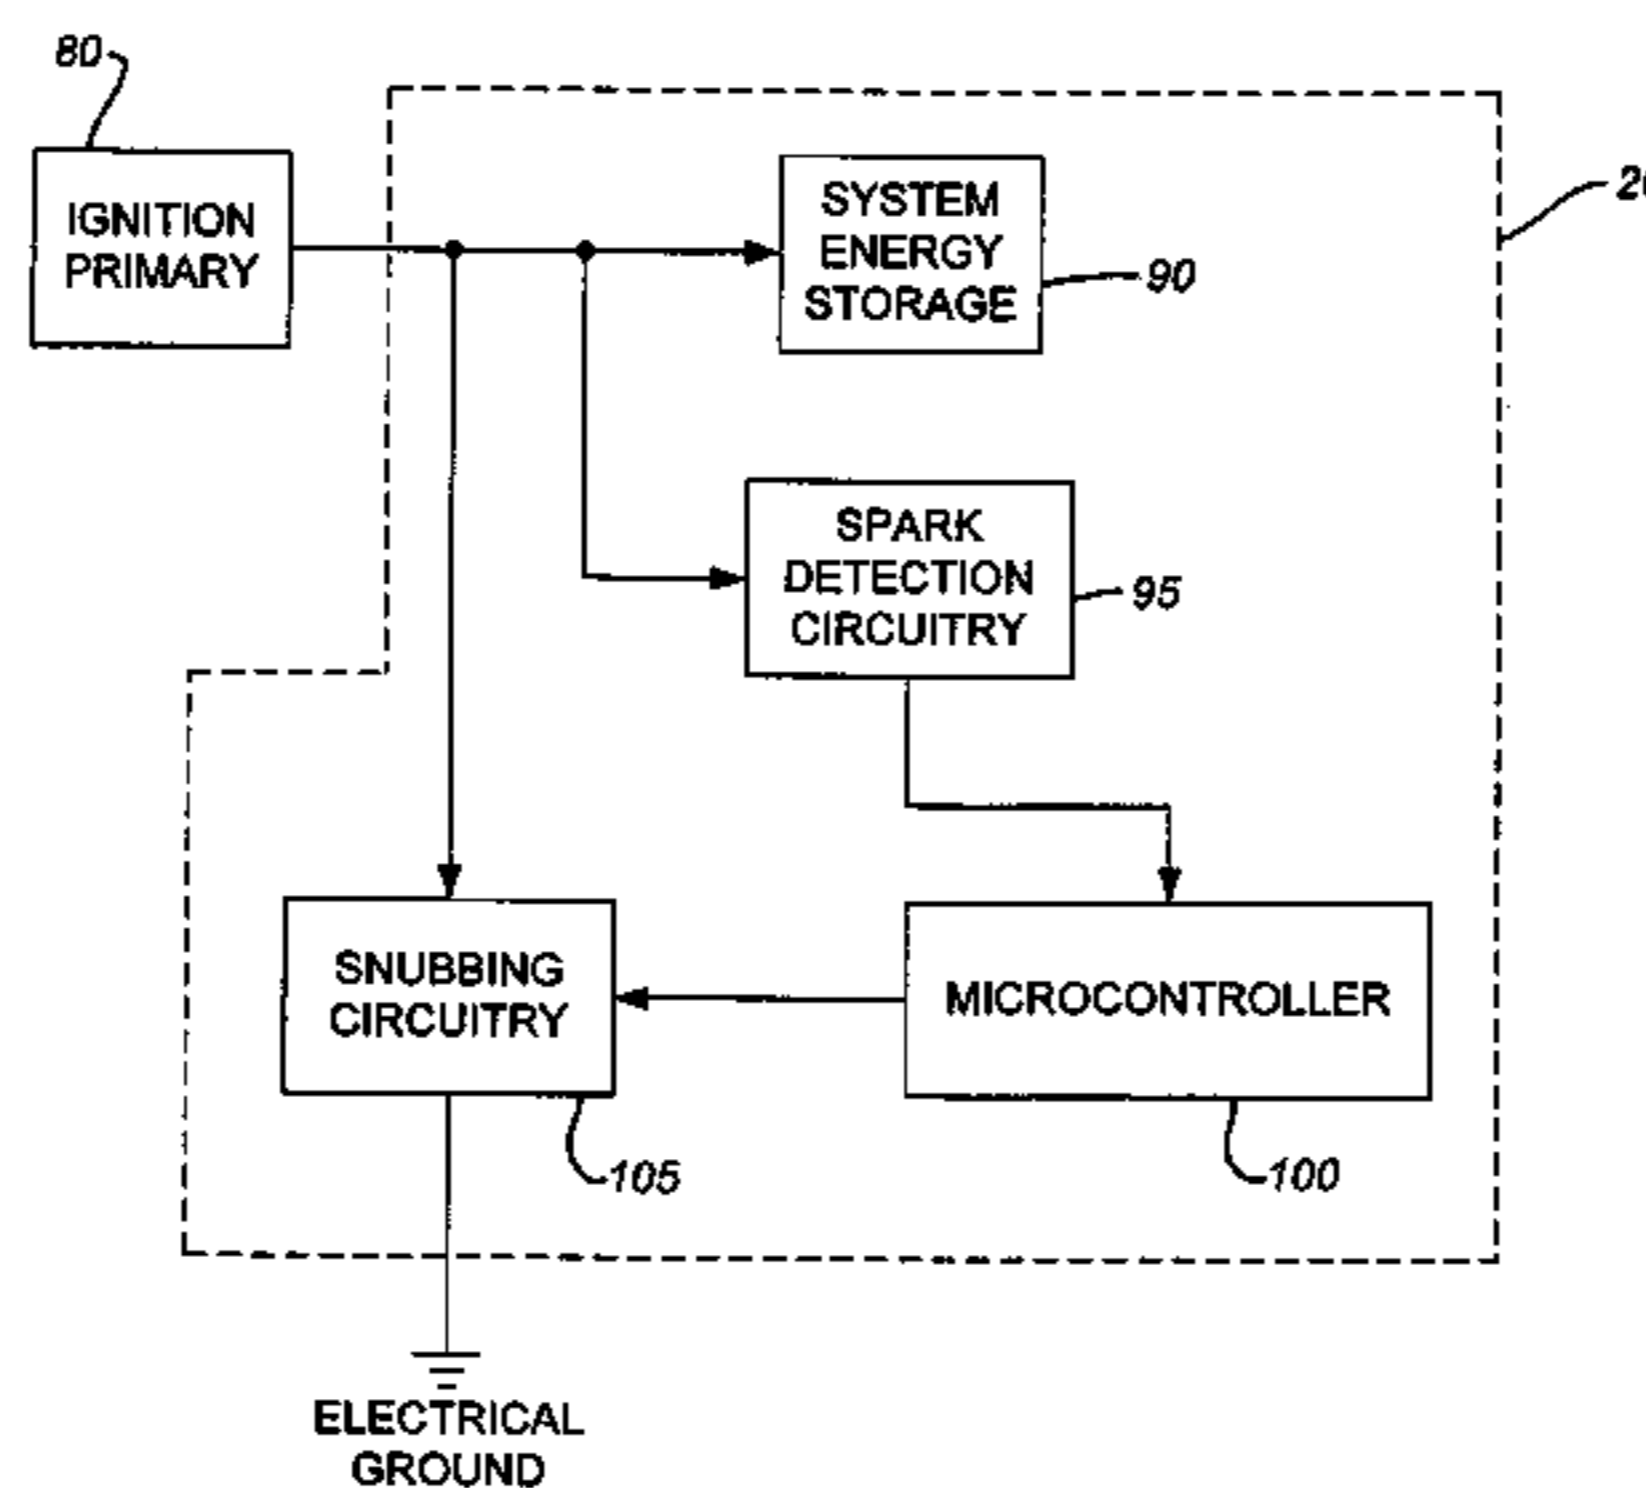 80
IGNITION
PRIMARY
SYSTEM
ENERGY
STORAGE
90
SPARK
DETECTION
CIRCUITRY
95
SNUBBING
CIRCUITRY
105
MICROCONTROLLER
100
ELECTRICAL
GROUND